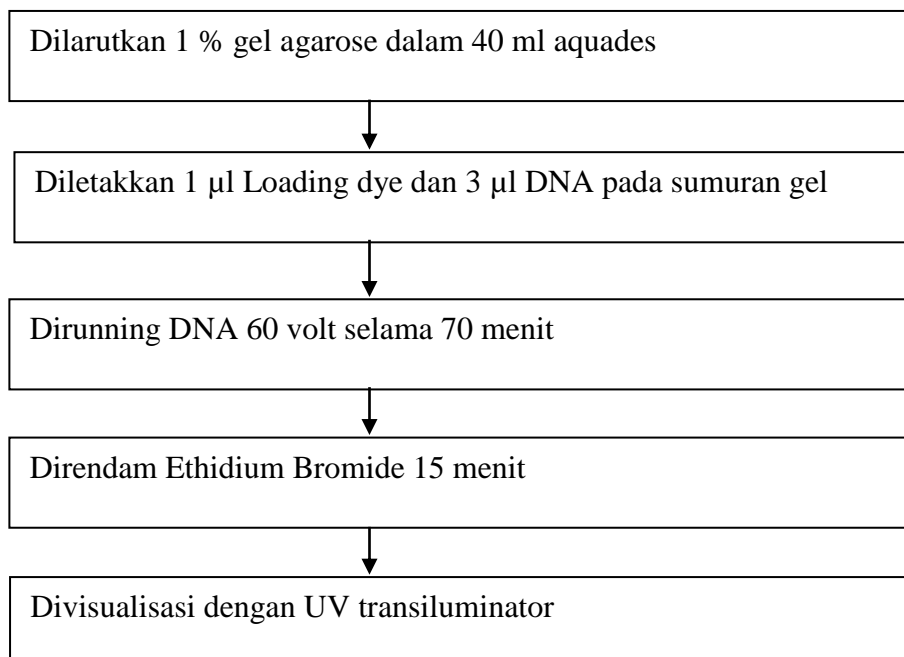 Dilarutkan 1 % gel agarose dalam 40 ml aquades
Diletakkan 1 µl Loading dye dan 3 µl DNA pada sumuran gel
Dirunning DNA 60 volt selama 70 menit
Direndam Ethidium Bromide 15 menit
Divisualisasi dengan UV transiluminator